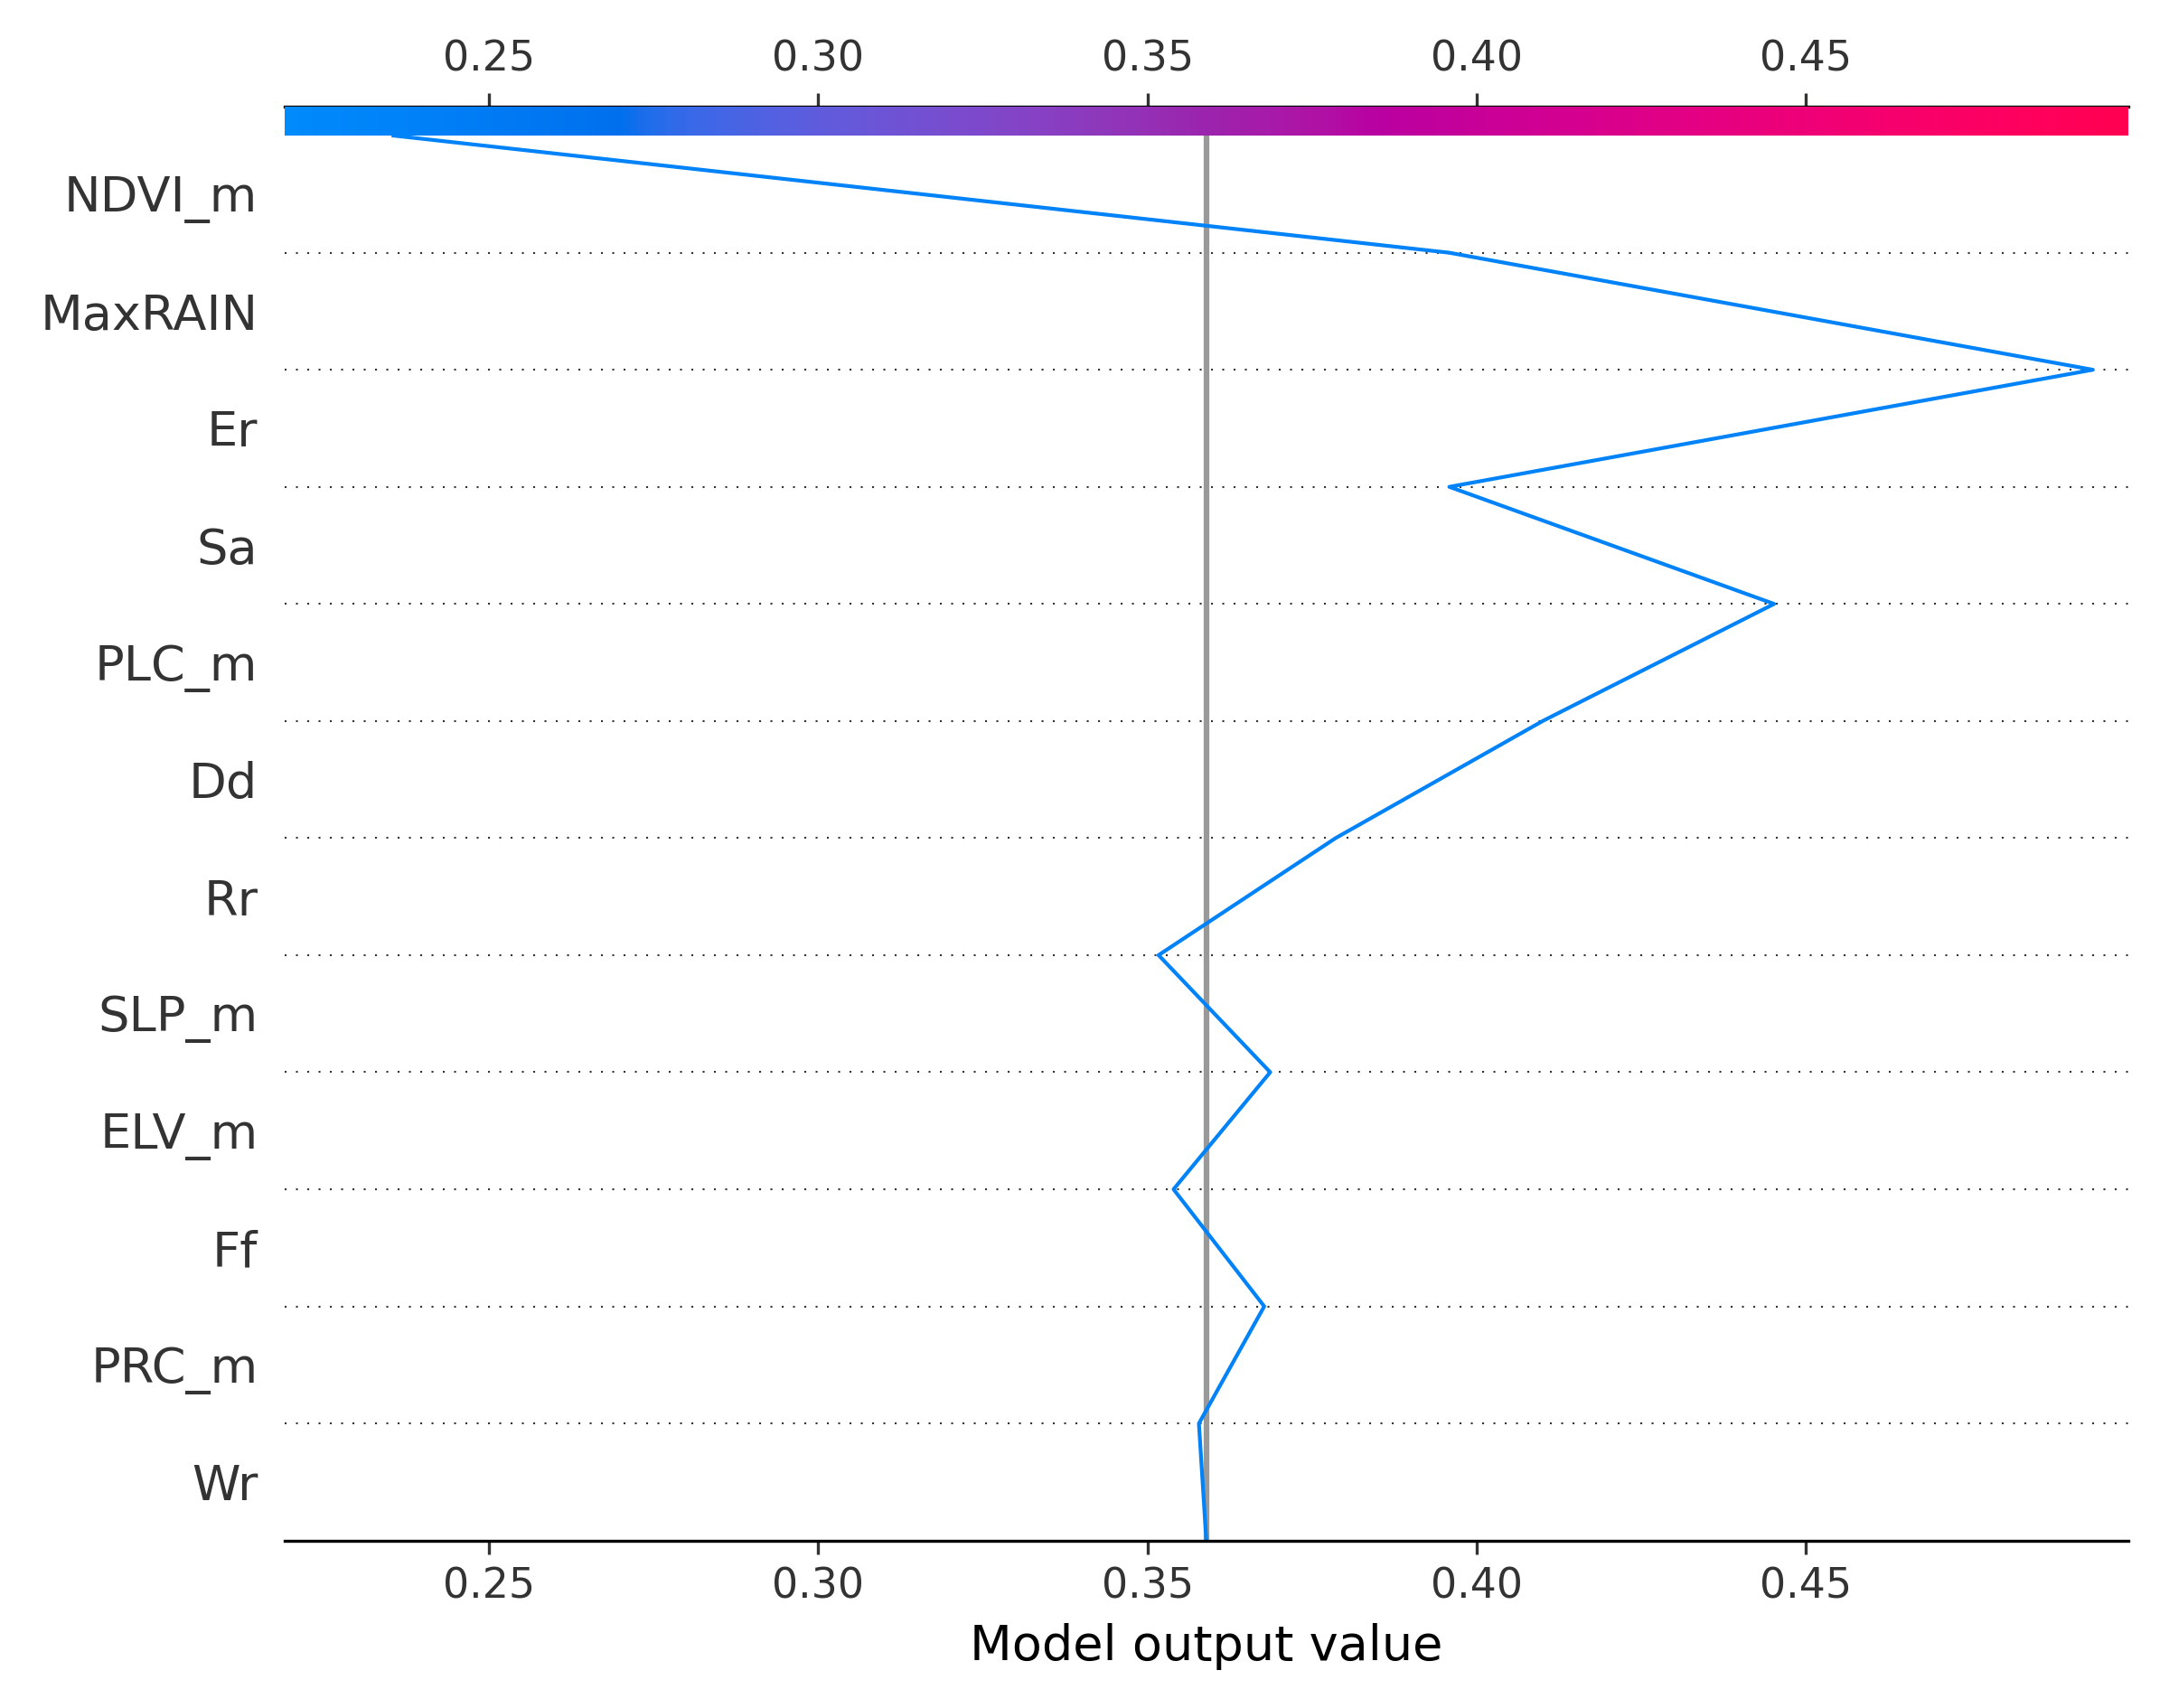 0.25 0.30 0.35 0.40 0.45
NDVI_m
MaxRAIN
Er
Sa
PLC_m
Dd
Rr
SLP_m
ELV_m
Ff
PRC_m
Wr
0.25 0.30 0.35 0.40 0.45
Model output value